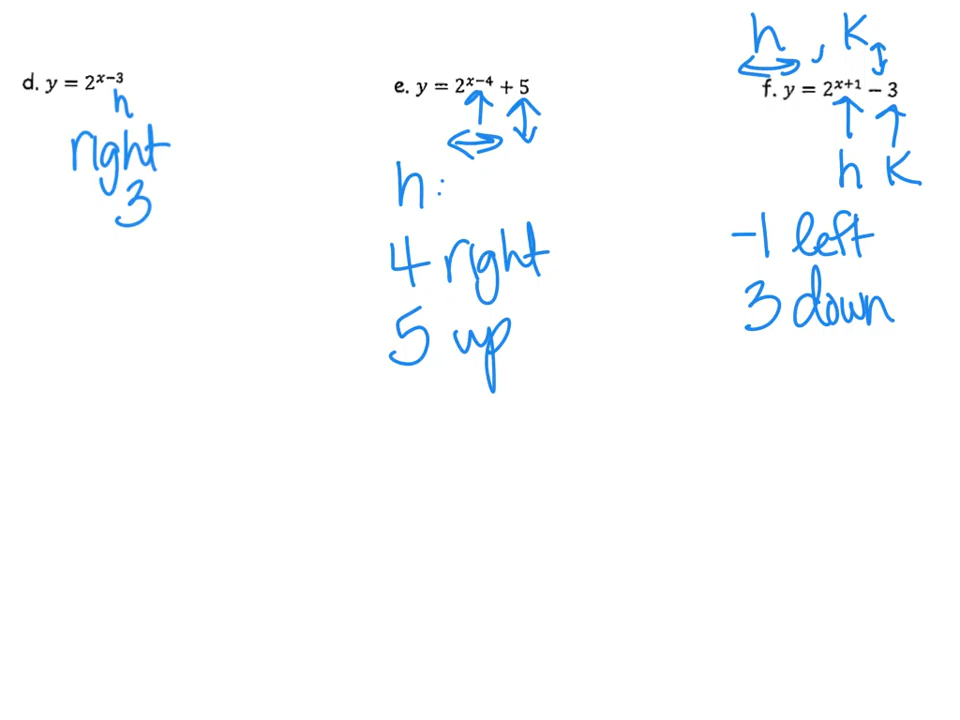 d. y = 2^{x-3}
h
right
3
e. y = 2^{x-4} + 5
h:
4 right
5 up
h, K
f. y = 2^{x+1} - 3
h K
-1 left
3 down